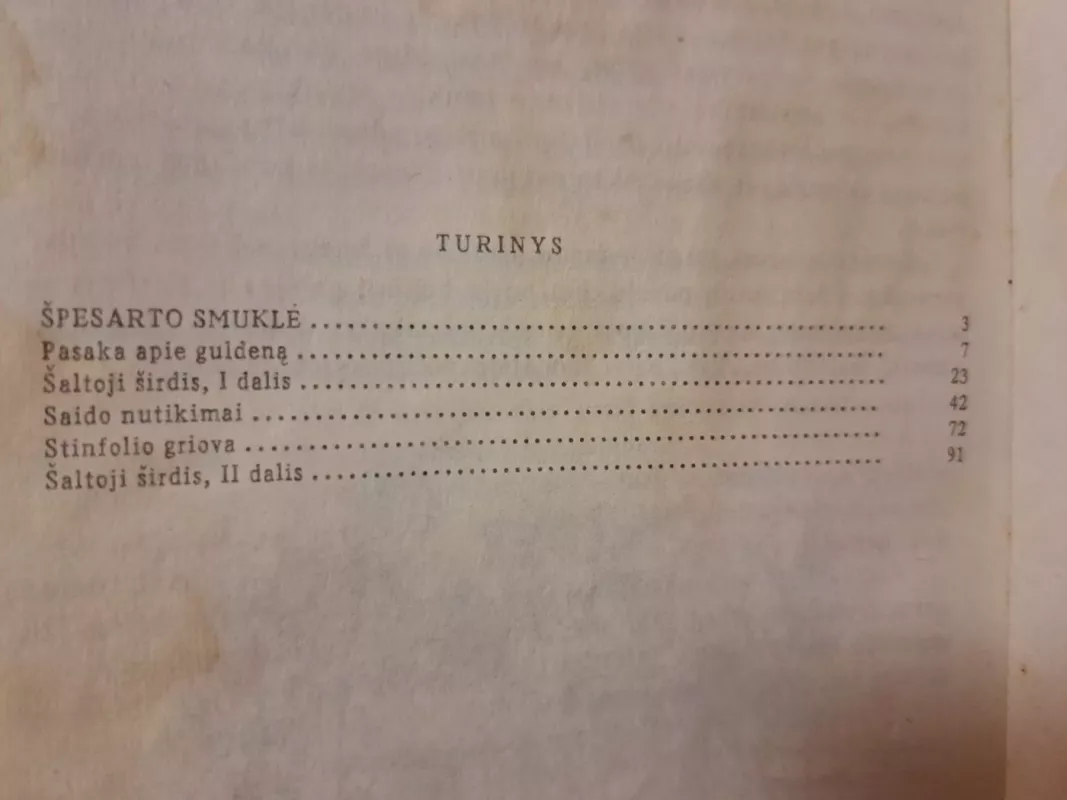 TURINYS
ŠPESARTO SMUKLĖ ........................................................ 3
Pasaka apie guldeną ........................................................ 7
Šaltoji širdis, I dalis ........................................................ 23
Saido nutikimai ........................................................ 42
Stinfolio griova ........................................................ 72
Šaltoji širdis, II dalis ........................................................ 91